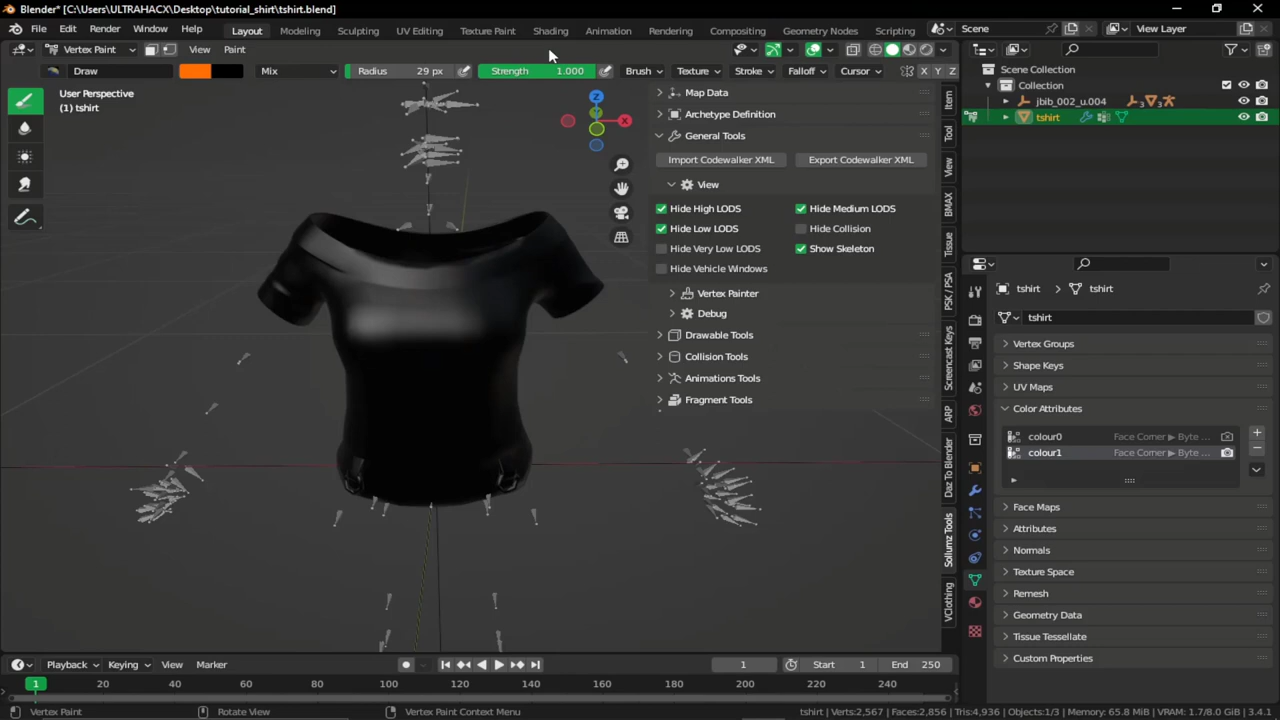 Blender* [C:\Users\ULTRAHACX\Desktop\tutorial_shirt\tshirt.blend]
File Edit Render Window Help Layout Modeling Sculpting UV Editing Texture Paint Shading Animation Rendering Compositing Geometry Nodes Scripting Scene View Layer
Vertex Paint View Paint
Draw Mix Radius 29 px Strength 1.000 Brush Texture Stroke Falloff Cursor X Y Z
User Perspective
(1) tshirt
Z
X
Map Data
Archetype Definition
General Tools
Import Codewalker XML Export Codewalker XML
View
Hide High LODS Hide Medium LODS
Hide Low LODS Hide Collision
Hide Very Low LODS Show Skeleton
Hide Vehicle Windows
Vertex Painter
Debug
Drawable Tools
Collision Tools
Animations Tools
Fragment Tools
Item
Tool
View
BMAX
Tissue
PSK / PSA
Screencast Keys
ARP
Daz To Blender
Sollumz Tools
VClothing
Scene Collection
Collection
jbib_002_u.004 3 3
tshirt
tshirt > tshirt
tshirt
Vertex Groups
Shape Keys
UV Maps
Color Attributes
colour0 Face Corner ▶ Byte ...
colour1 Face Corner ▶ Byte ...
Face Maps
Attributes
Normals
Texture Space
Remesh
Geometry Data
Tissue Tessellate
Custom Properties
Playback Keying View Marker 1 Start 1 End 250
1 20 40 60 80 100 120 140 160 180 200 220 240
Vertex Paint Rotate View Vertex Paint Context Menu tshirt | Verts:2,567 | Faces:2,856 | Tris:4,936 | Objects:1/3 | Memory: 65.8 MiB | VRAM: 1.7/8.0 GiB | 3.4.1